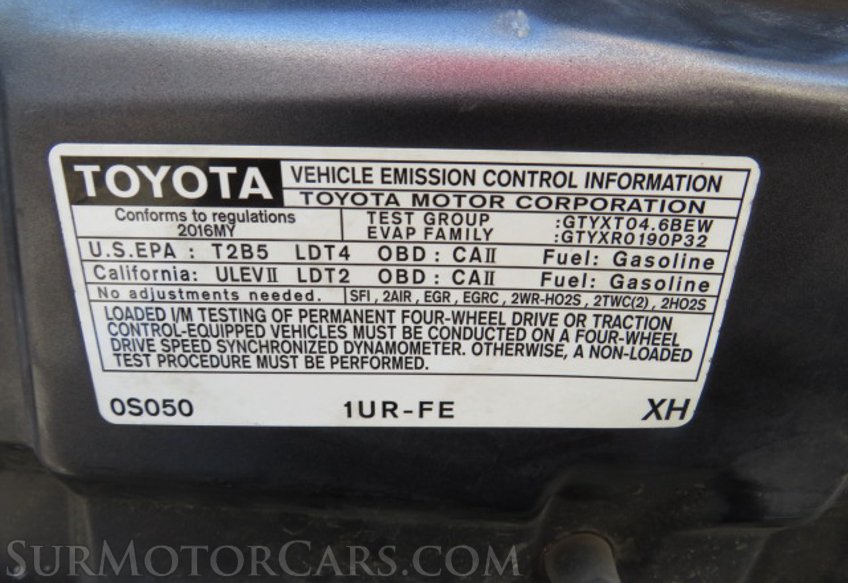 TOYOTA VEHICLE EMISSION CONTROL INFORMATION
TOYOTA MOTOR CORPORATION
Conforms to regulations
2016MY
TEST GROUP :GTYXT04.6BEW
EVAP FAMILY :GTYXR0190P32
U.S.EPA : T2B5 LDT4 OBD : CAII Fuel: Gasoline
California: ULEVII LDT2 OBD : CAII Fuel: Gasoline
No adjustments needed. SFI , 2AIR , EGR , EGRC , 2WR-HO2S , 2TWC(2) , 2HO2S
LOADED I/M TESTING OF PERMANENT FOUR-WHEEL DRIVE OR TRACTION
CONTROL-EQUIPPED VEHICLES MUST BE CONDUCTED ON A FOUR-WHEEL
DRIVE SPEED SYNCHRONIZED DYNAMOMETER. OTHERWISE, A NON-LOADED
TEST PROCEDURE MUST BE PERFORMED.
0S050 1UR-FE XH
SurMotorCars.com